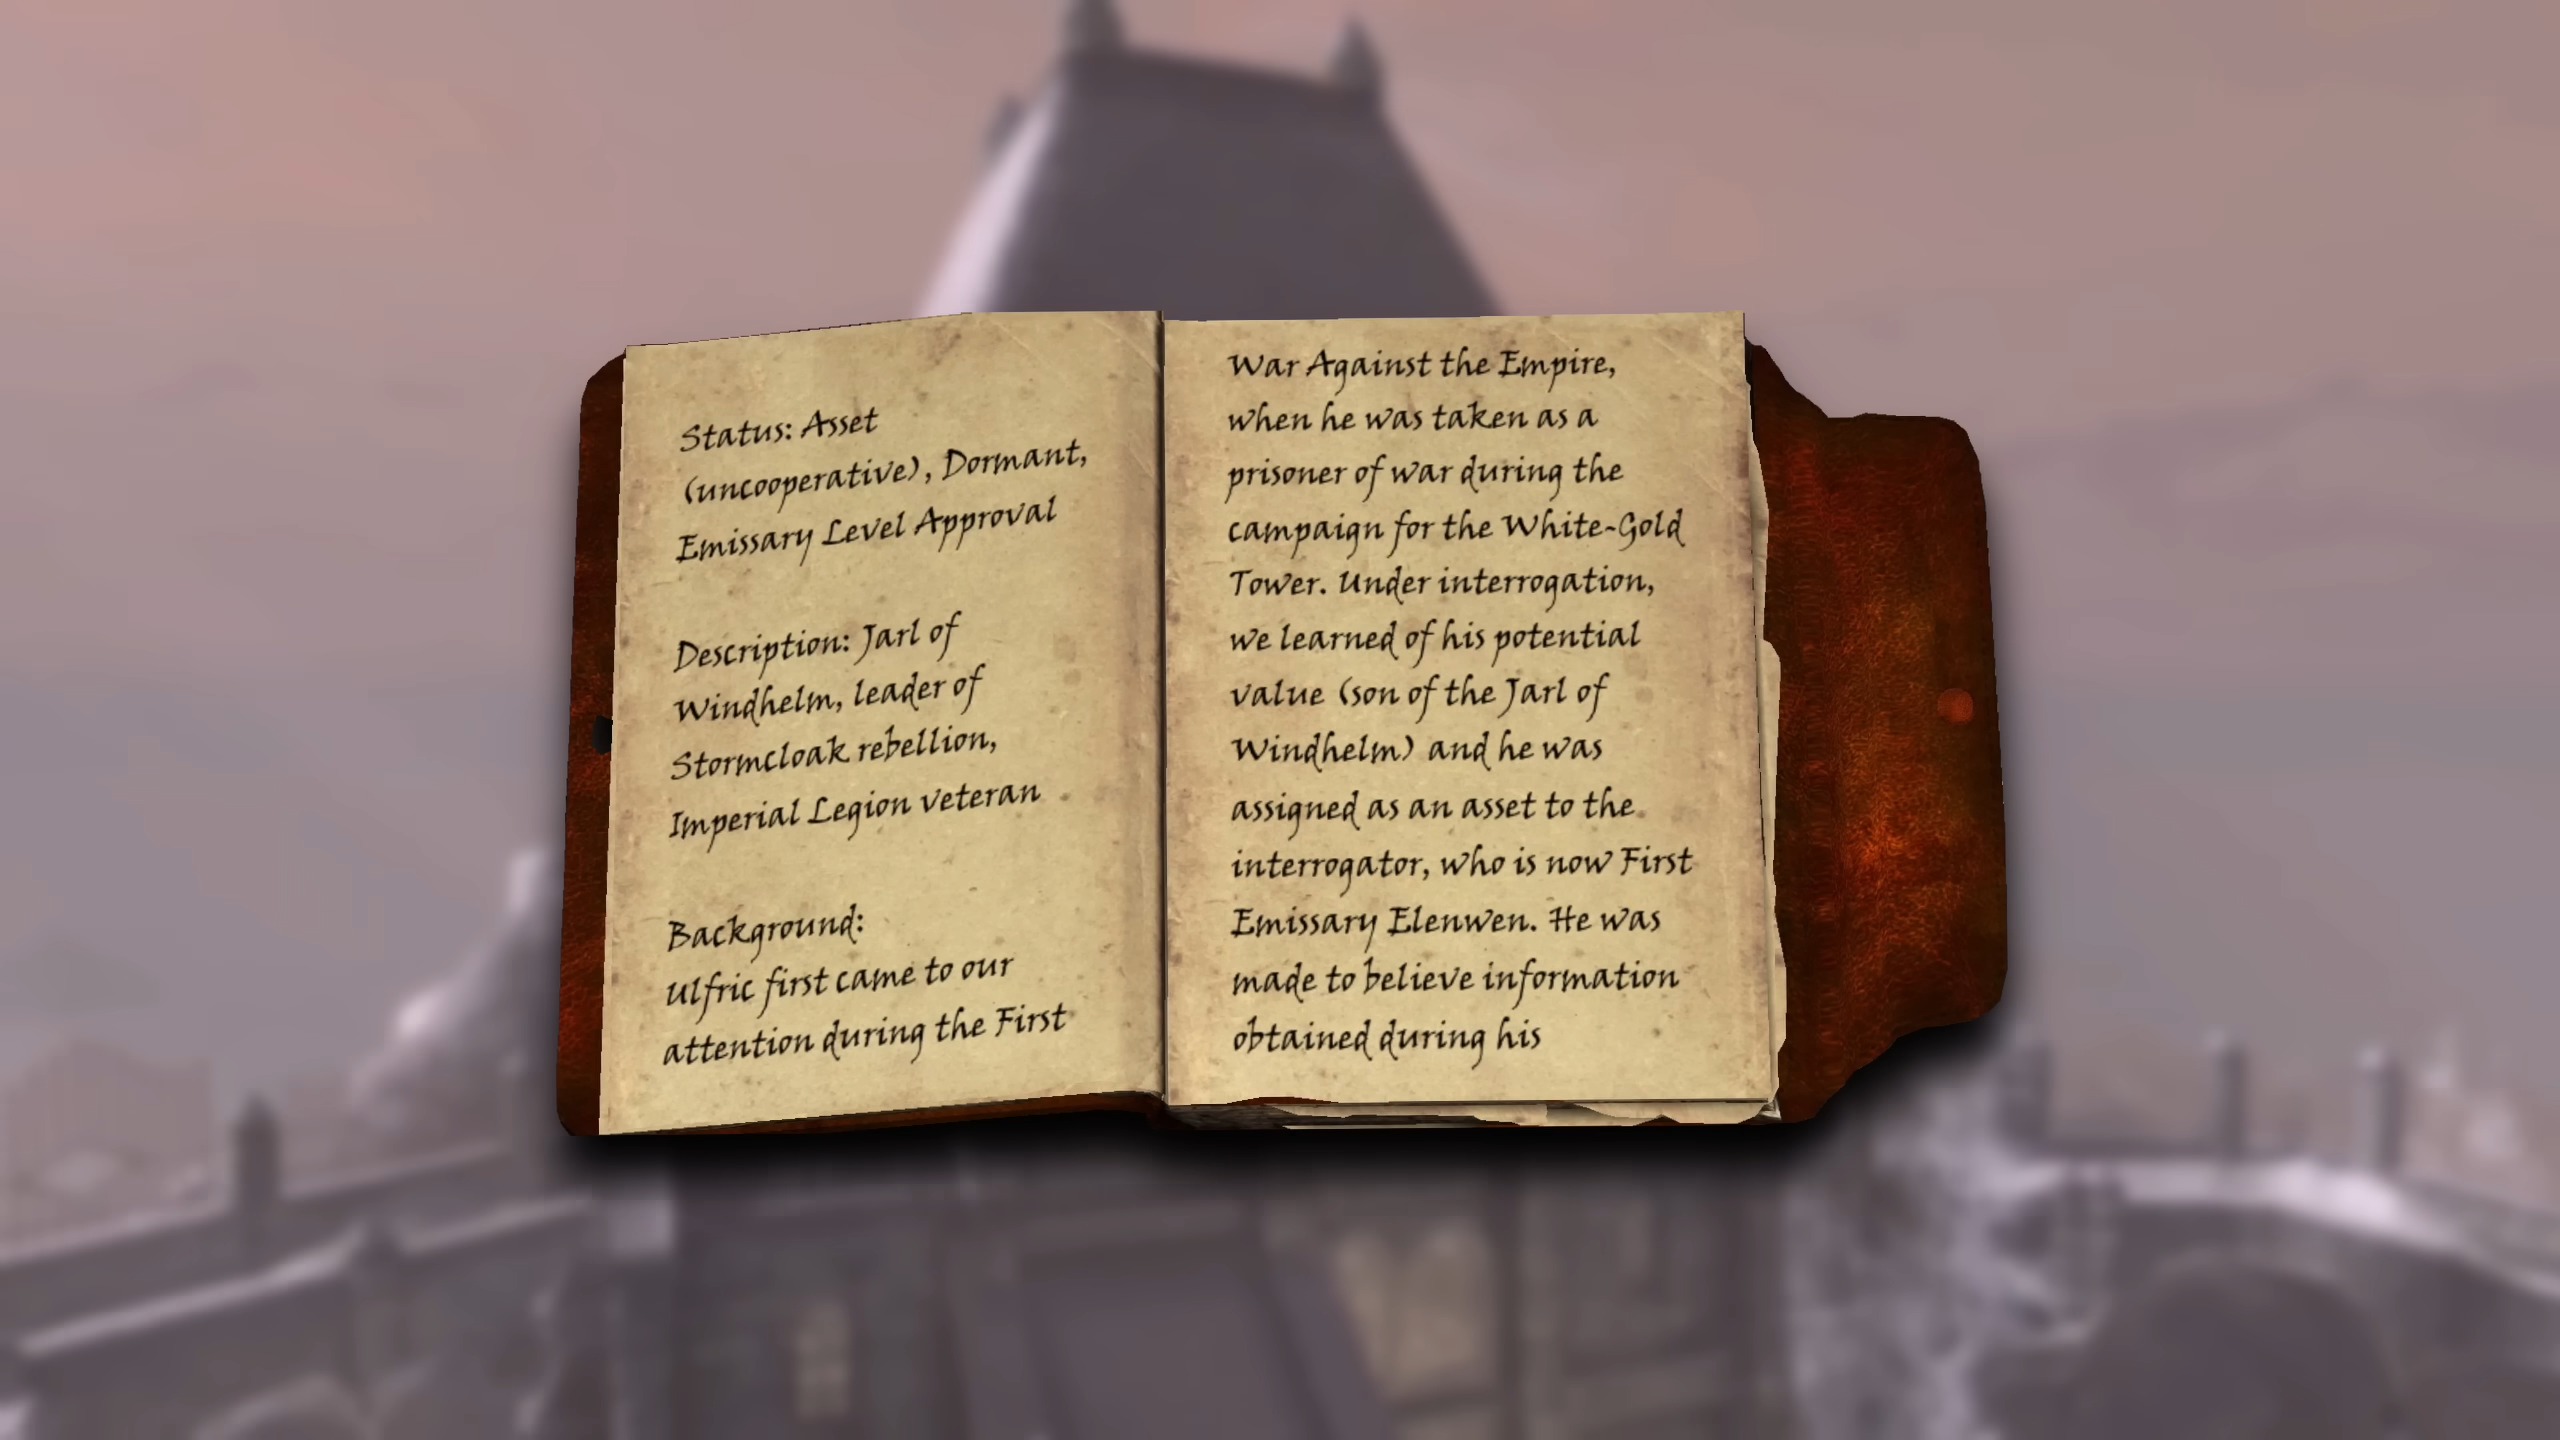 Status: Asset
(uncooperative), Dormant,
Emissary Level Approval
Description: Jarl of
Windhelm, leader of
Stormcloak rebellion,
Imperial Legion veteran
Background:
Ulfric first came to our
attention during the First
War Against the Empire,
when he was taken as a
prisoner of war during the
campaign for the White-Gold
Tower. Under interrogation,
we learned of his potential
value (son of the Jarl of
Windhelm) and he was
assigned as an asset to the
interrogator, who is now First
Emissary Elenwen. He was
made to believe information
obtained during his